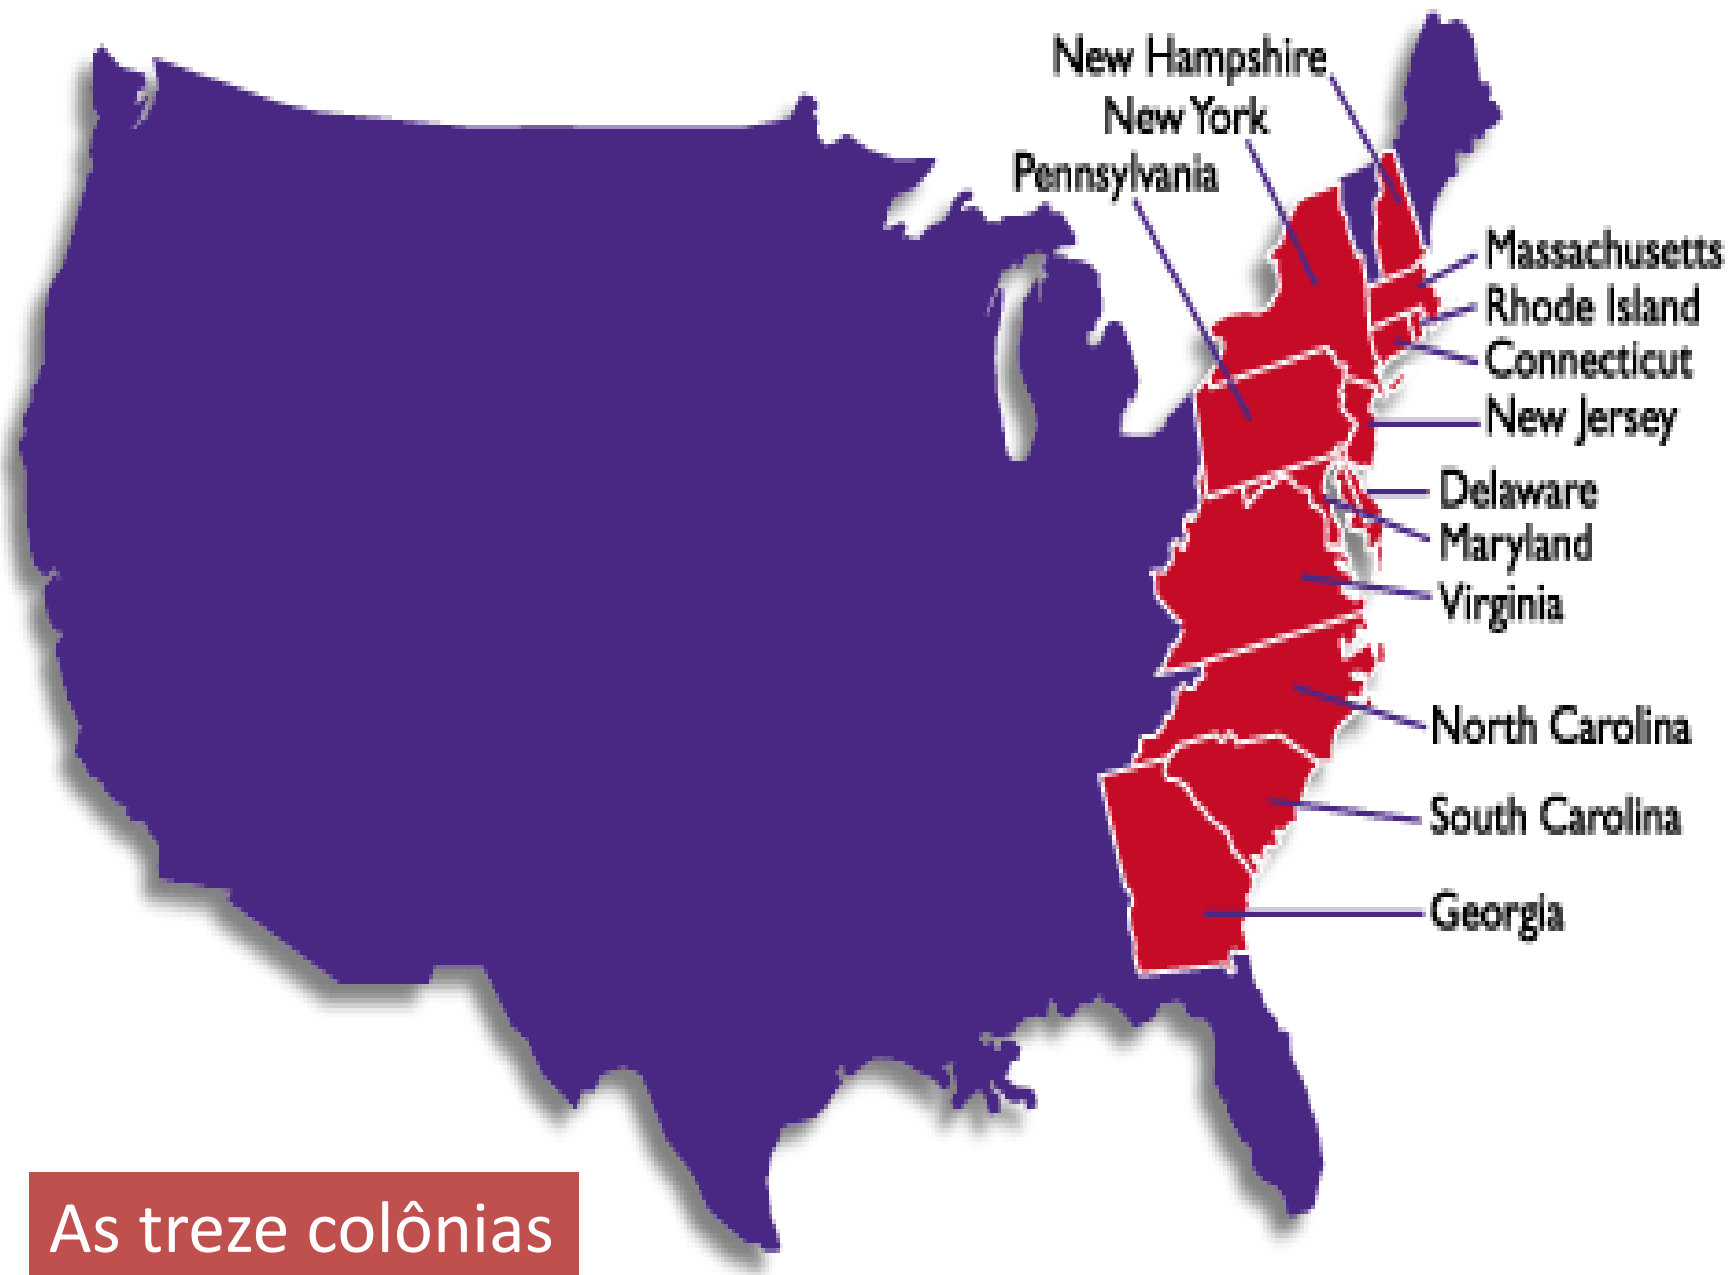 New Hampshire
New York
Pennsylvania
Massachusetts
Rhode Island
Connecticut
New Jersey
Delaware
Maryland
Virginia
North Carolina
South Carolina
Georgia
As treze colônias